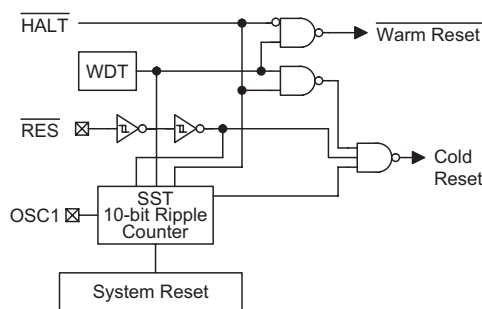 HALT
Warm Reset
WDT
RES
Cold
Reset
SST
10-bit Ripple
Counter
OSC1
System Reset